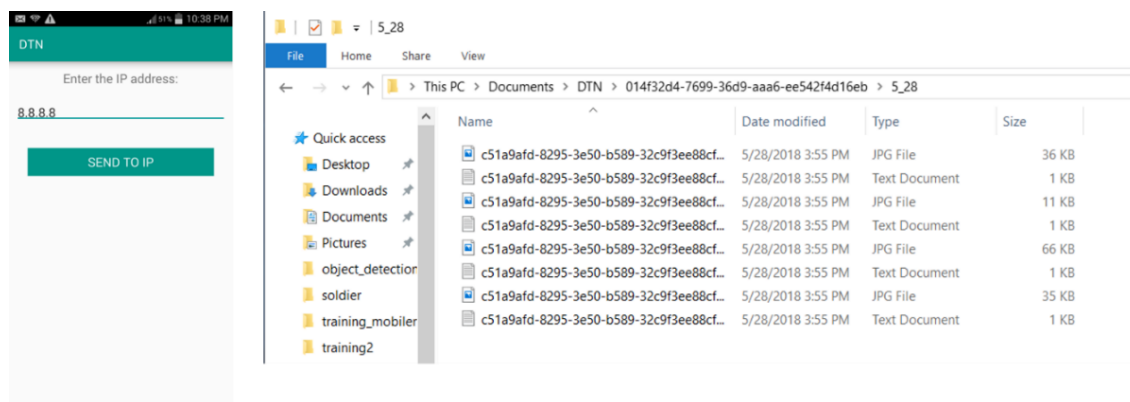 51% 10:38 PM
DTN
Enter the IP address:
8.8.8.8
SEND TO IP
5_28
File Home Share View
This PC > Documents > DTN > 014f32d4-7699-36d9-aaa6-ee542f4d16eb > 5_28
Quick access
Desktop
Downloads
Documents
Pictures
object_detection
soldier
training_mobiler
training2
Name Date modified Type Size
c51a9afd-8295-3e50-b589-32c9f3ee88cf... 5/28/2018 3:55 PM JPG File 36 KB
c51a9afd-8295-3e50-b589-32c9f3ee88cf... 5/28/2018 3:55 PM Text Document 1 KB
c51a9afd-8295-3e50-b589-32c9f3ee88cf... 5/28/2018 3:55 PM JPG File 11 KB
c51a9afd-8295-3e50-b589-32c9f3ee88cf... 5/28/2018 3:55 PM Text Document 1 KB
c51a9afd-8295-3e50-b589-32c9f3ee88cf... 5/28/2018 3:55 PM JPG File 66 KB
c51a9afd-8295-3e50-b589-32c9f3ee88cf... 5/28/2018 3:55 PM Text Document 1 KB
c51a9afd-8295-3e50-b589-32c9f3ee88cf... 5/28/2018 3:55 PM JPG File 35 KB
c51a9afd-8295-3e50-b589-32c9f3ee88cf... 5/28/2018 3:55 PM Text Document 1 KB